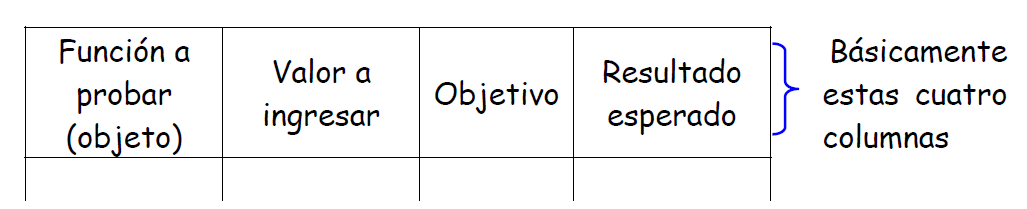 Función a
probar
(objeto)
Valor a
ingresar
Objetivo
Resultado
esperado
Básicamente
estas cuatro
columnas